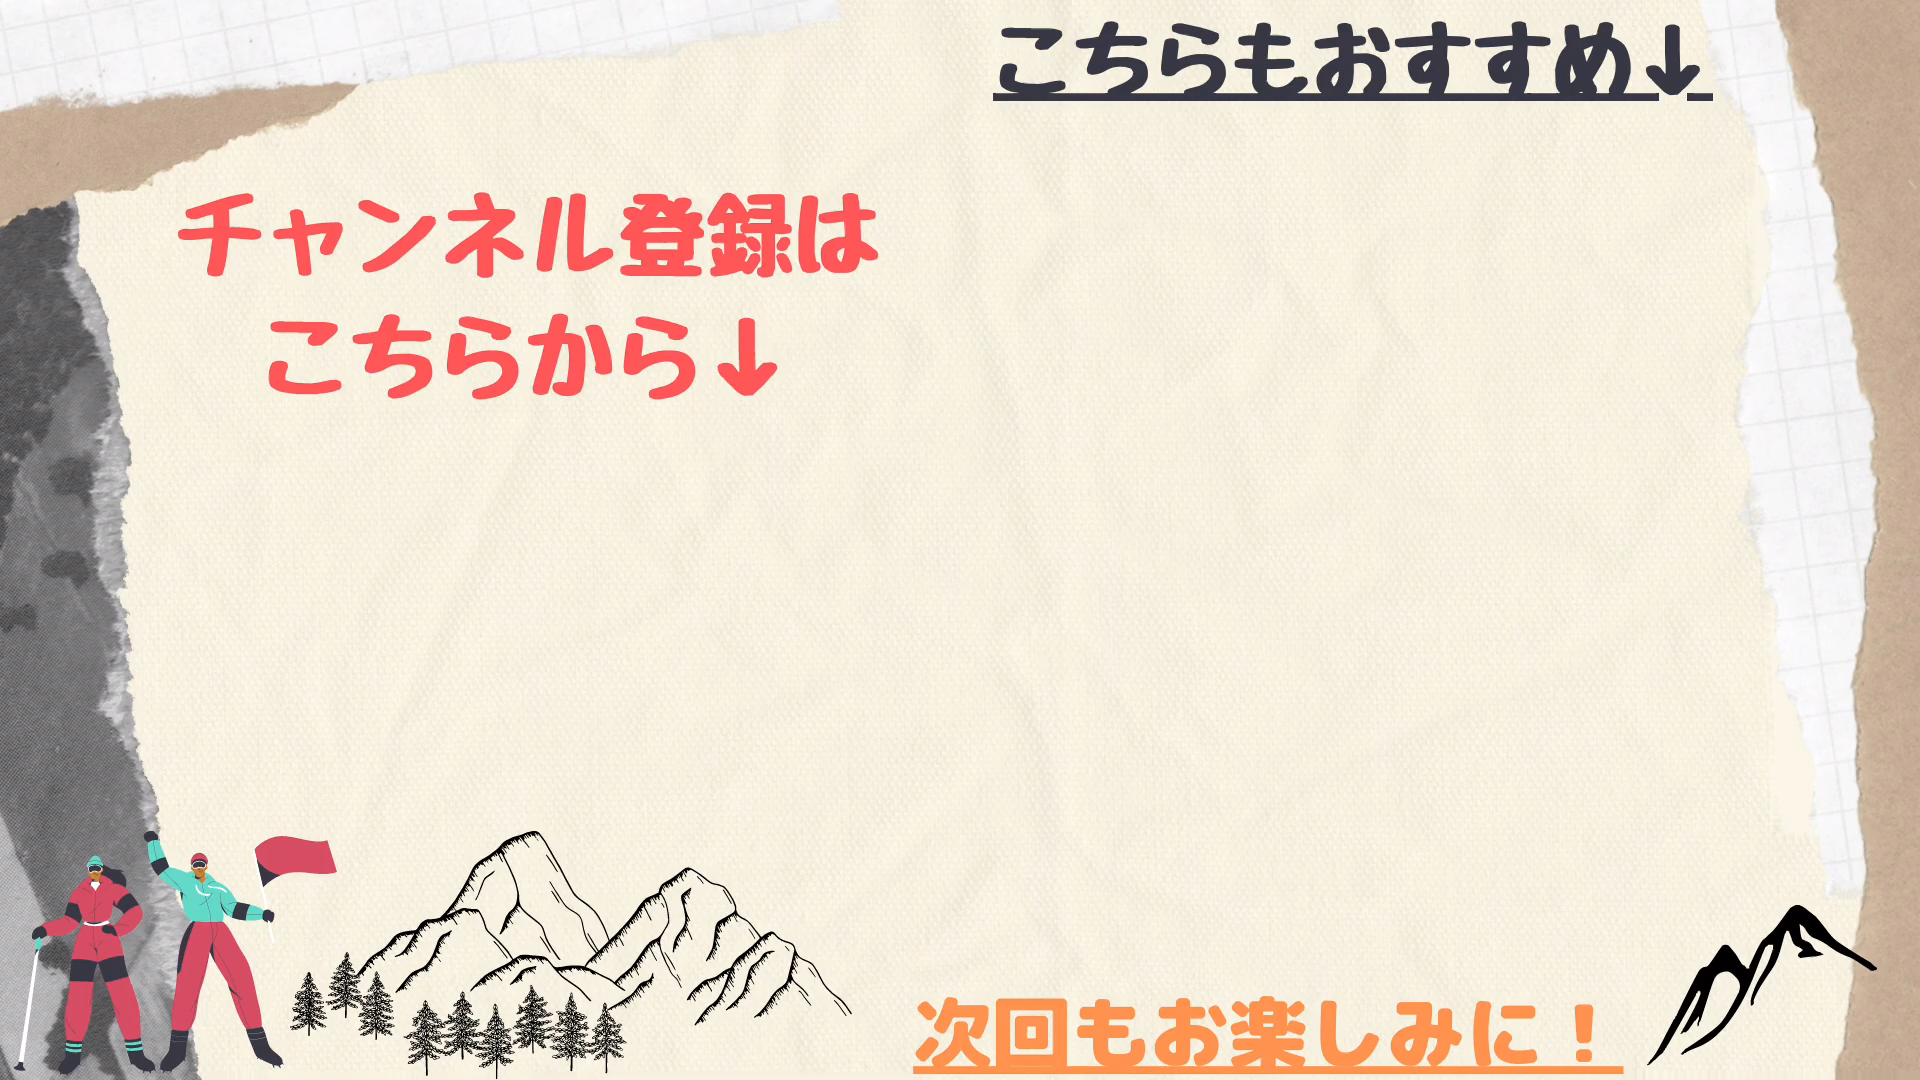 こちらもおすすめ↓
チャンネル登録は
こちらから↓
次回もお楽しみに！